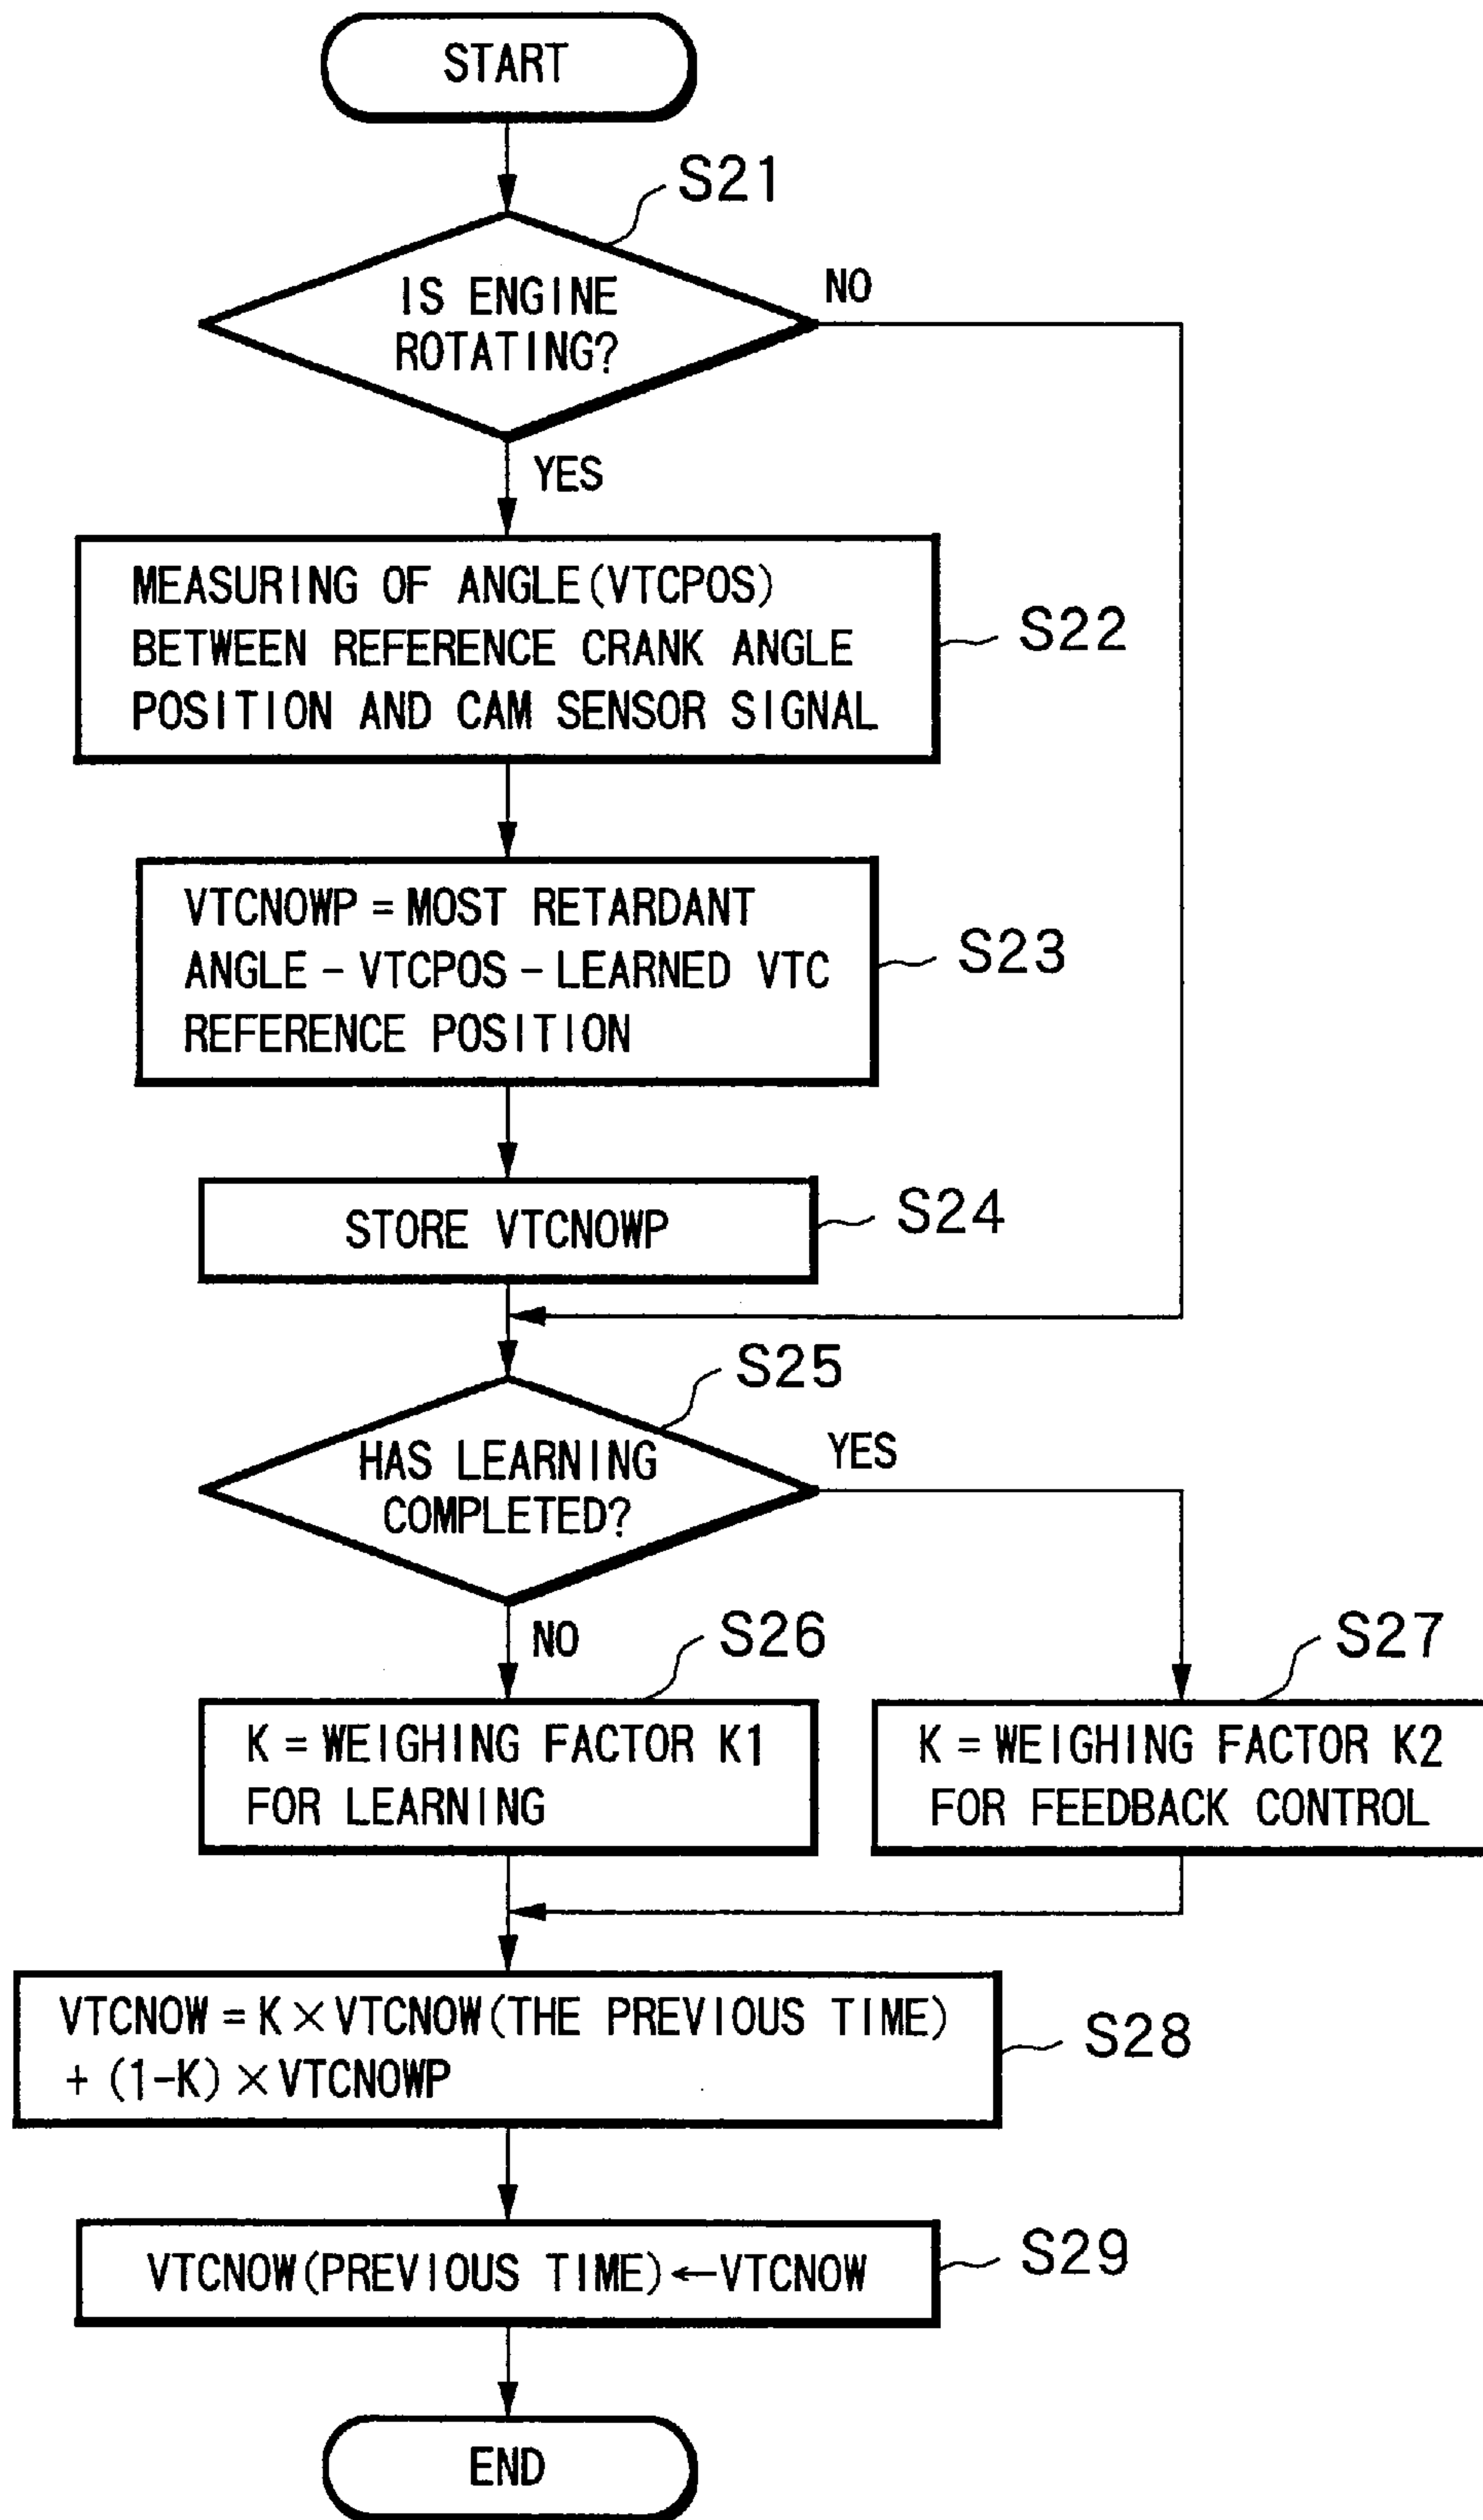 START
S21
IS ENGINE
ROTATING?
NO
YES
MEASURING OF ANGLE(VTCPOS)
BETWEEN REFERENCE CRANK ANGLE
POSITION AND CAM SENSOR SIGNAL
S22
VTCNOWP = MOST RETARDANT
ANGLE - VTCPOS - LEARNED VTC
REFERENCE POSITION
S23
STORE VTCNOWP
S24
S25
HAS LEARNING
COMPLETED?
YES
NO
S26
K = WEIGHING FACTOR K1
FOR LEARNING
S27
K = WEIGHING FACTOR K2
FOR FEEDBACK CONTROL
VTCNOW = K × VTCNOW(THE PREVIOUS TIME)
+ (1-K) × VTCNOWP
S28
VTCNOW(PREVIOUS TIME) ← VTCNOW
S29
END